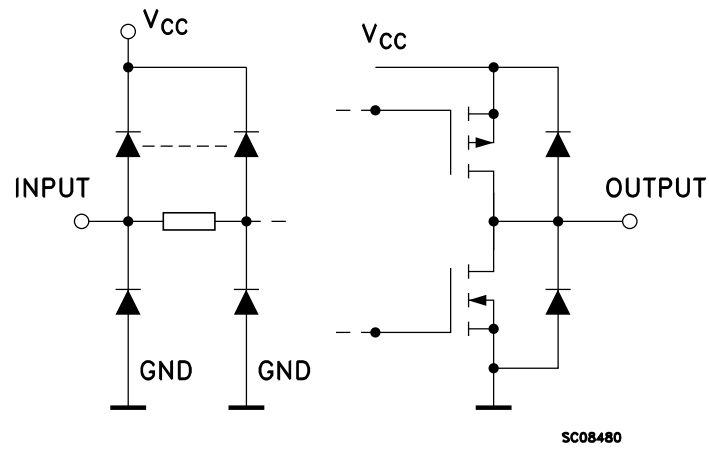 VCC
VCC
INPUT
OUTPUT
GND
GND
SC08480